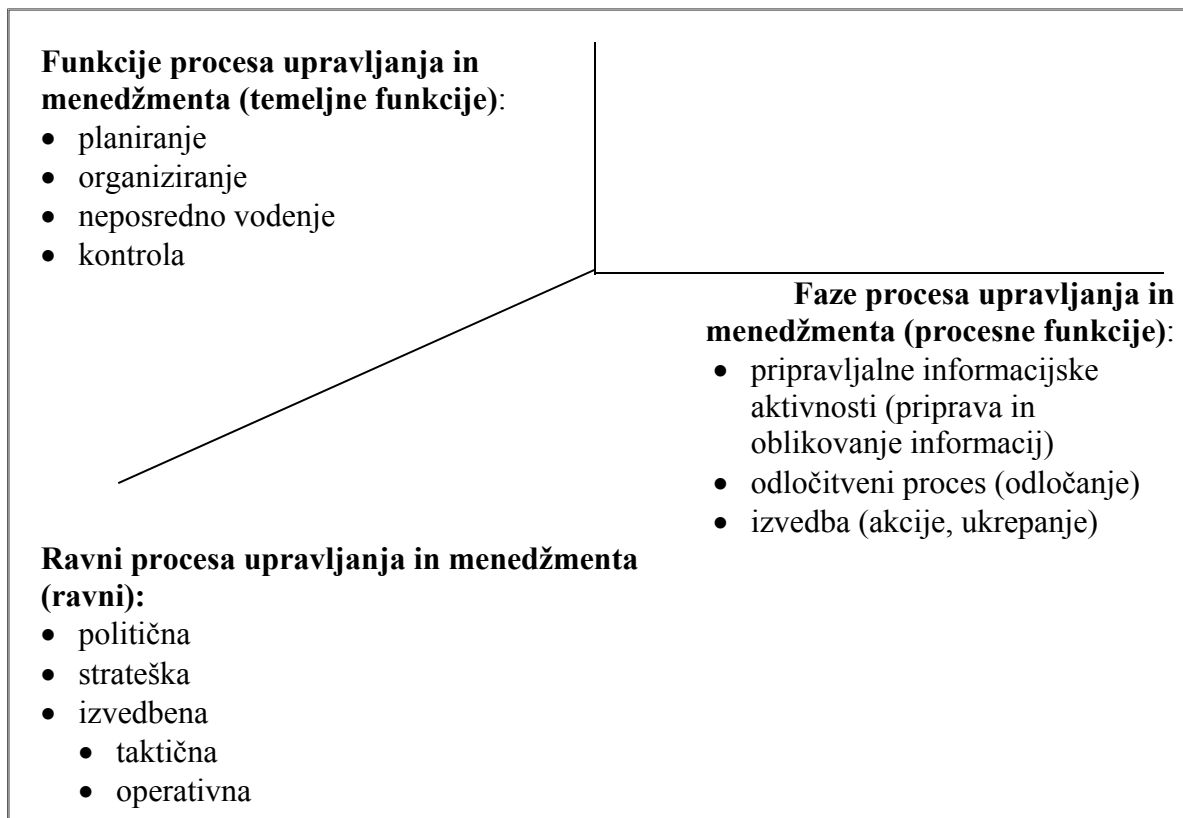 Funkcije procesa upravljanja in
menedžmenta (temeljne funkcije):
• planiranje
• organiziranje
• neposredno vodenje
• kontrola
Faze procesa upravljanja in
menedžmenta (procesne funkcije):
• pripravljalne informacijske
aktivnosti (priprava in
oblikovanje informacij)
• odločitveni proces (odločanje)
• izvedba (akcije, ukrepanje)
Ravni procesa upravljanja in menedžmenta
(ravni):
• politična
• strateška
• izvedbena
• taktična
• operativna